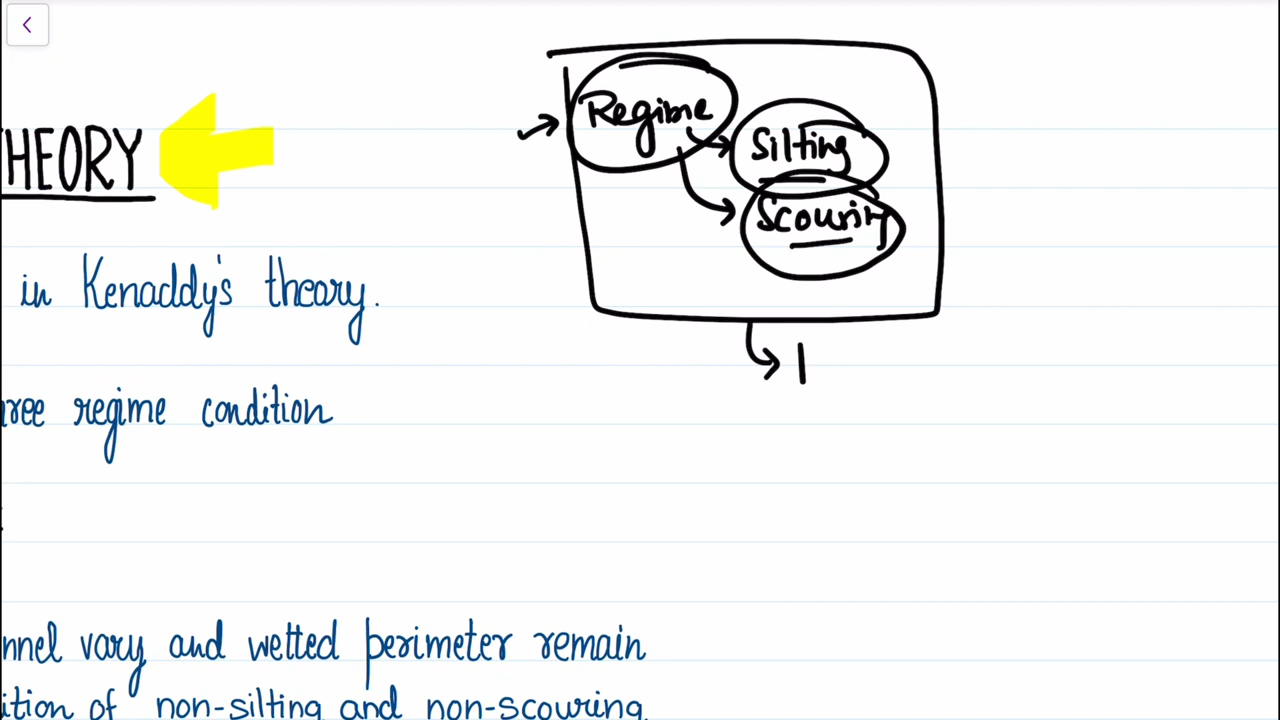 Regime
Silting
HEORY
Scouring
in Kenaddy's theory.
ree regime condition
nnel vary and wetted perimeter remain
ition of non-silting and non-scouring.